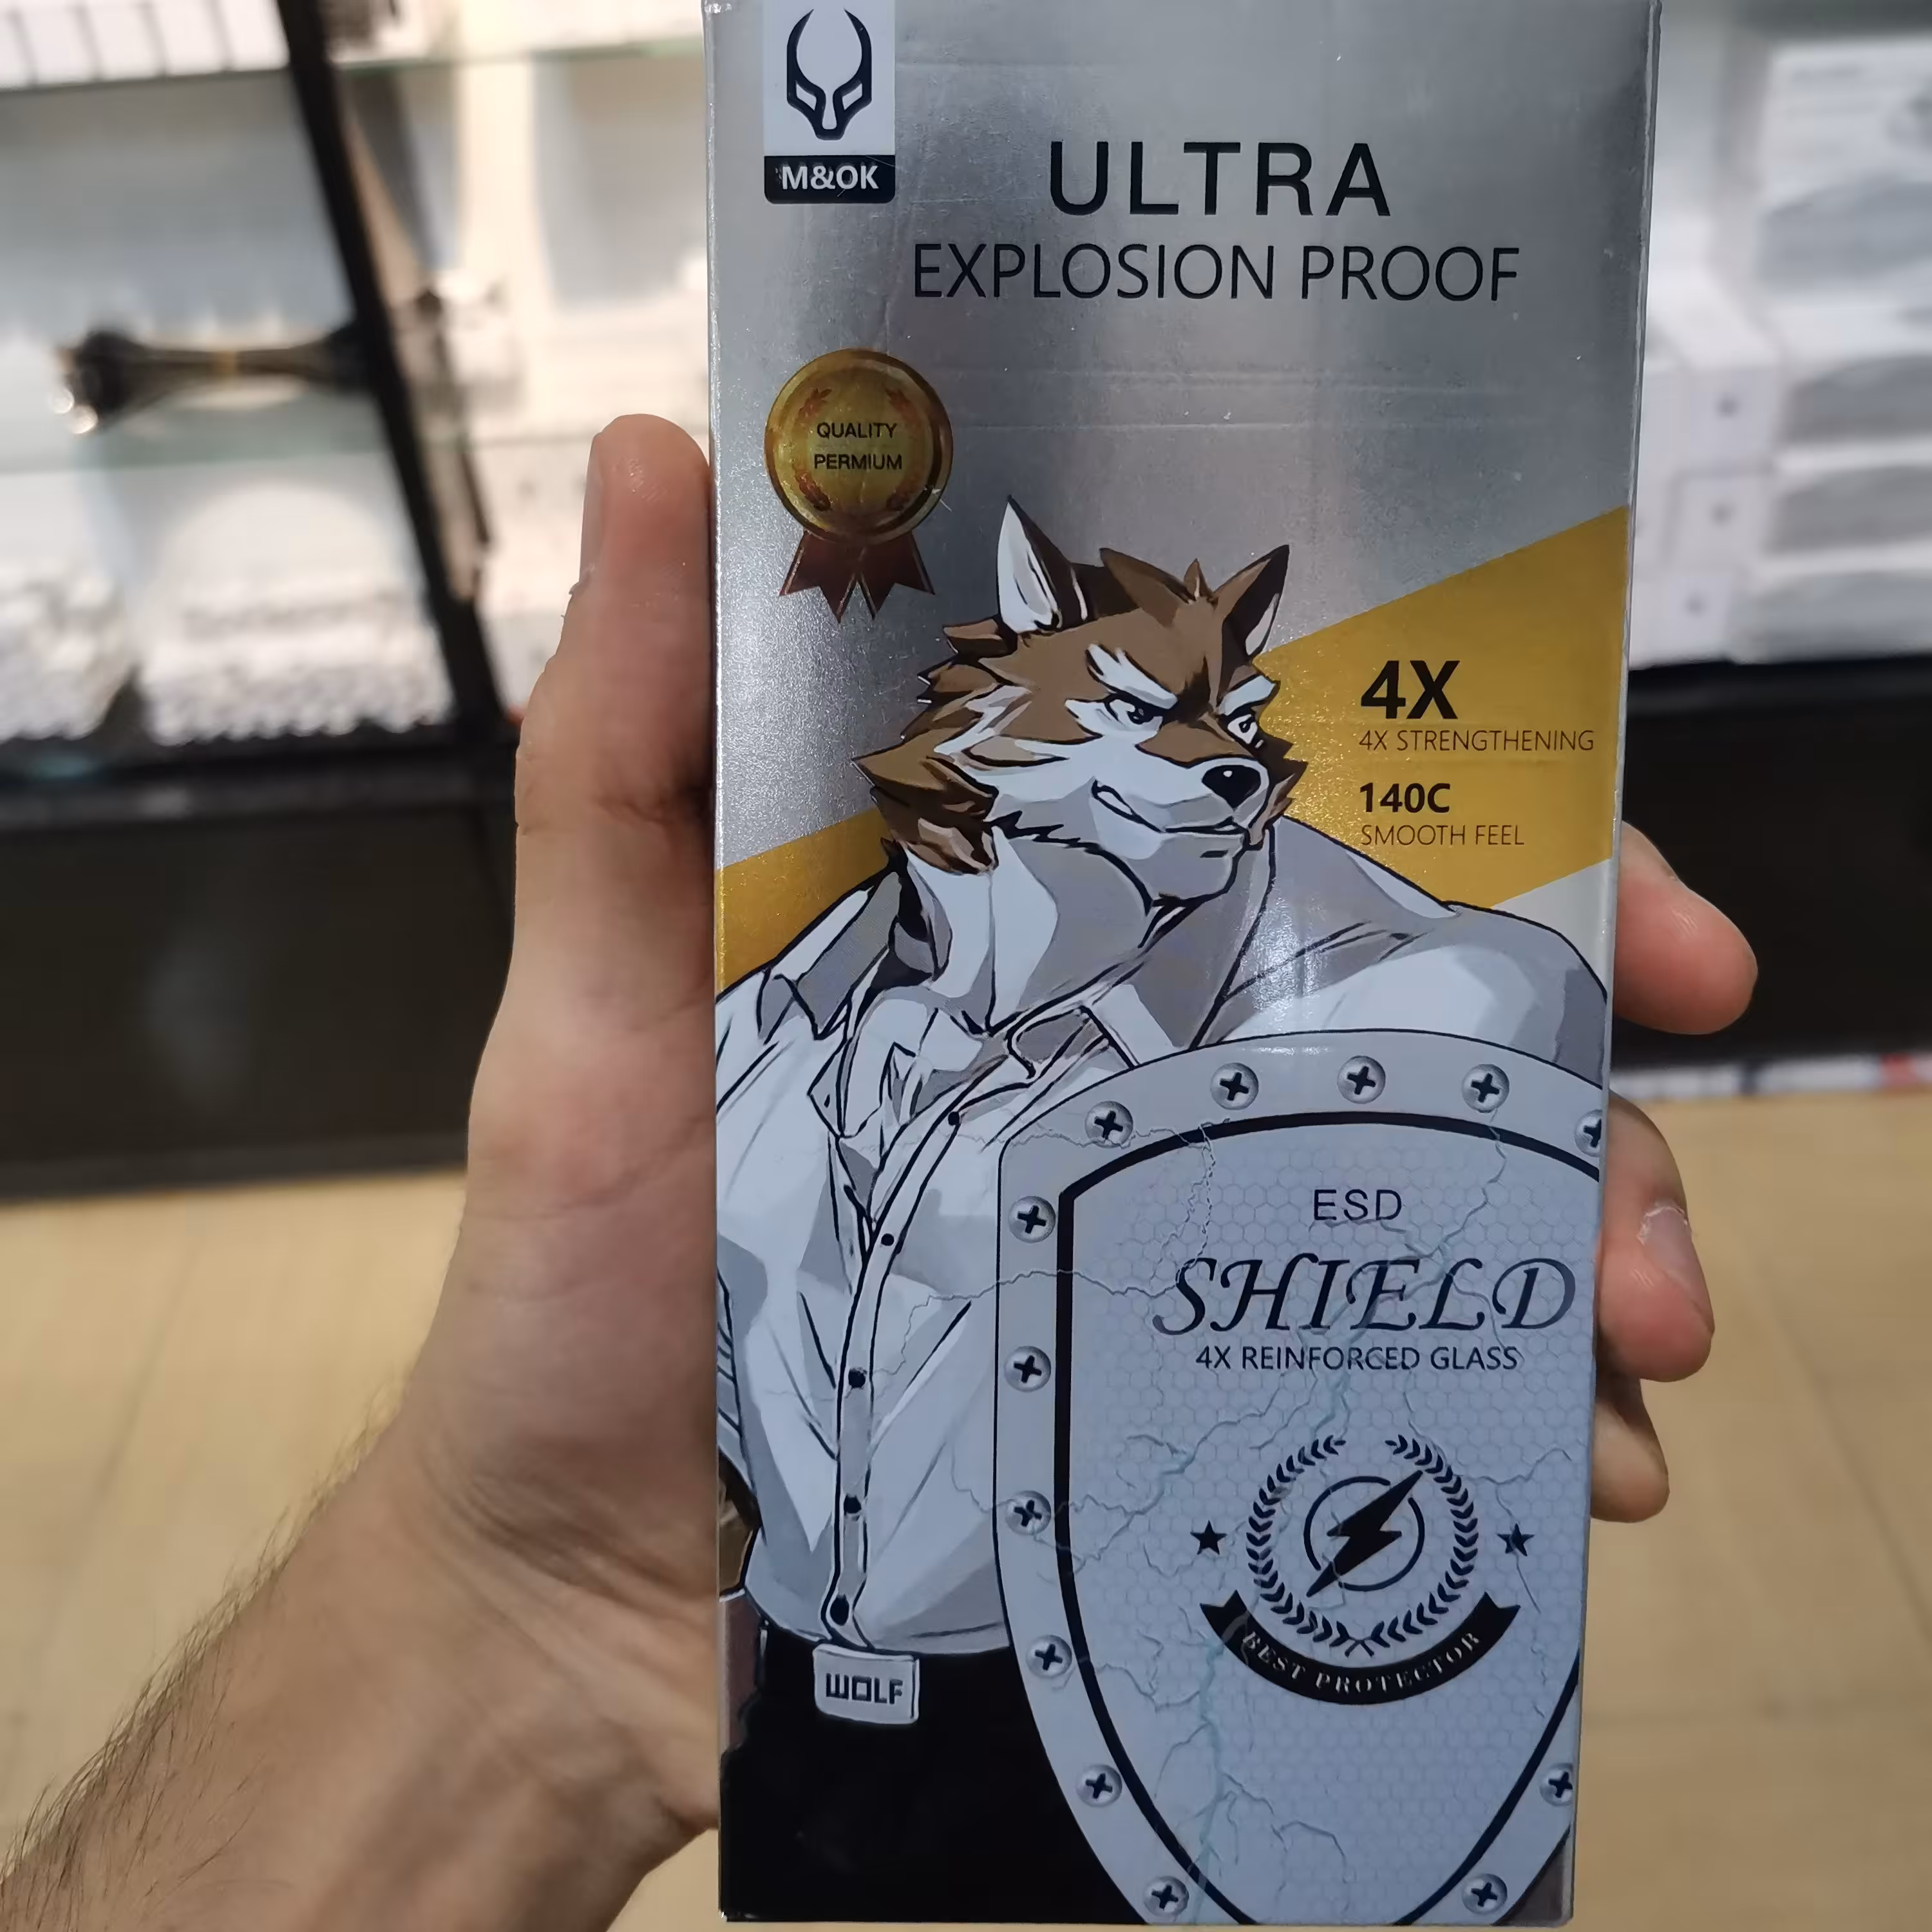 M&OK
ULTRA
EXPLOSION PROOF
QUALITY
PERMIUM
4X
4X STRENGTHENING
140C
SMOOTH FEEL
ESD
SHIELD
4X REINFORCED GLASS
BEST PROTECTOR
WOLF